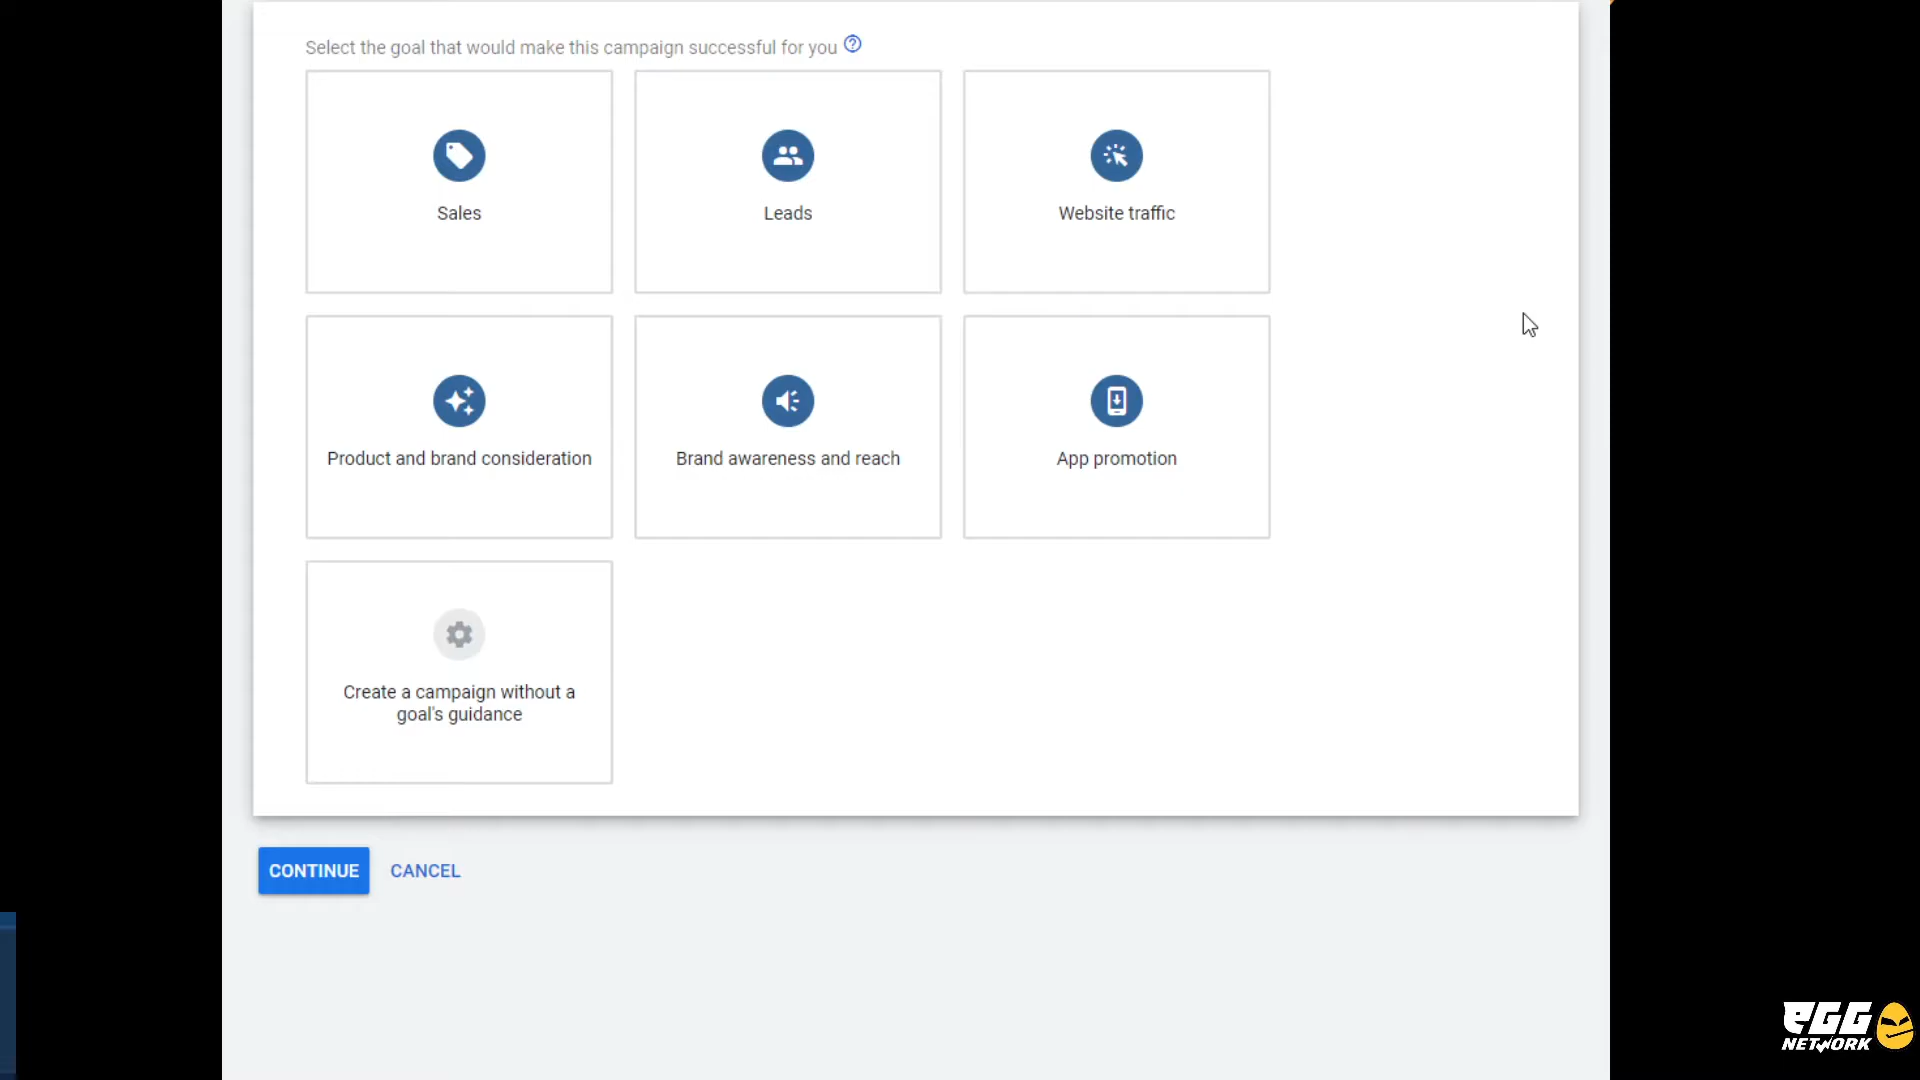 Select the goal that would make this campaign successful for you
Sales
Leads
Website traffic
Product and brand consideration
Brand awareness and reach
App promotion
Create a campaign without a
goal's guidance
CONTINUE
CANCEL
eGG
NETWORK